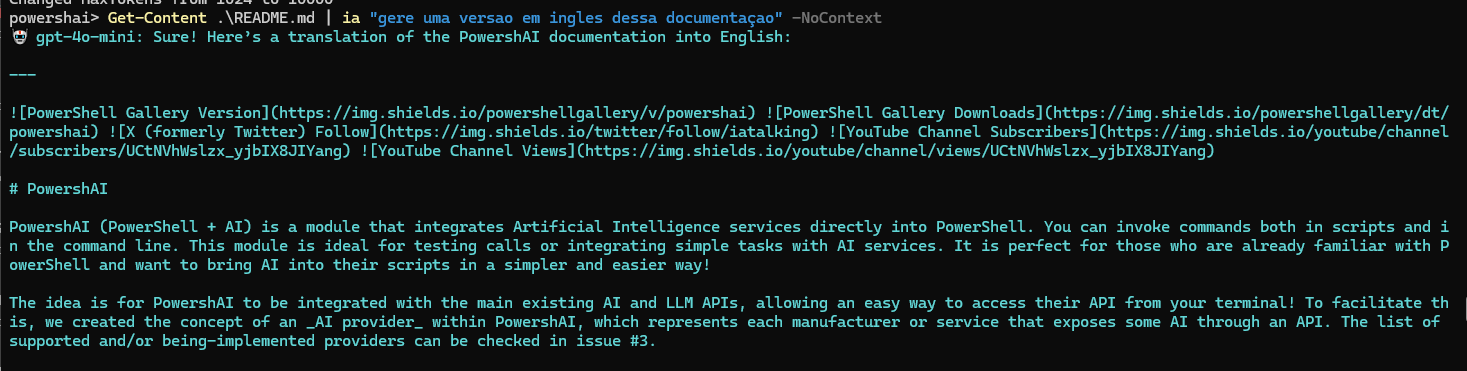 Changed MaxTokens from 1024 to 10000
powershai> Get-Content .\README.md | ia "gere uma versao em ingles dessa documentaçao" -NoContext
🤖 gpt-4o-mini: Sure! Here's a translation of the PowershAI documentation into English:
---
![PowerShell Gallery Version](https://img.shields.io/powershellgallery/v/powershai) ![PowerShell Gallery Downloads](https://img.shields.io/powershellgallery/dt/
powershai) ![X (formerly Twitter) Follow](https://img.shields.io/twitter/follow/iatalking) ![YouTube Channel Subscribers](https://img.shields.io/youtube/channel
/subscribers/UCtNVhWslzx_yjbIX8JIYang) ![YouTube Channel Views](https://img.shields.io/youtube/channel/views/UCtNVhWslzx_yjbIX8JIYang)
# PowershAI
PowershAI (PowerShell + AI) is a module that integrates Artificial Intelligence services directly into PowerShell. You can invoke commands both in scripts and i
n the command line. This module is ideal for testing calls or integrating simple tasks with AI services. It is perfect for those who are already familiar with P
owerShell and want to bring AI into their scripts in a simpler and easier way!
The idea is for PowershAI to be integrated with the main existing AI and LLM APIs, allowing an easy way to access their API from your terminal! To facilitate th
is, we created the concept of an _AI provider_ within PowershAI, which represents each manufacturer or service that exposes some AI through an API. The list of
supported and/or being-implemented providers can be checked in issue #3.